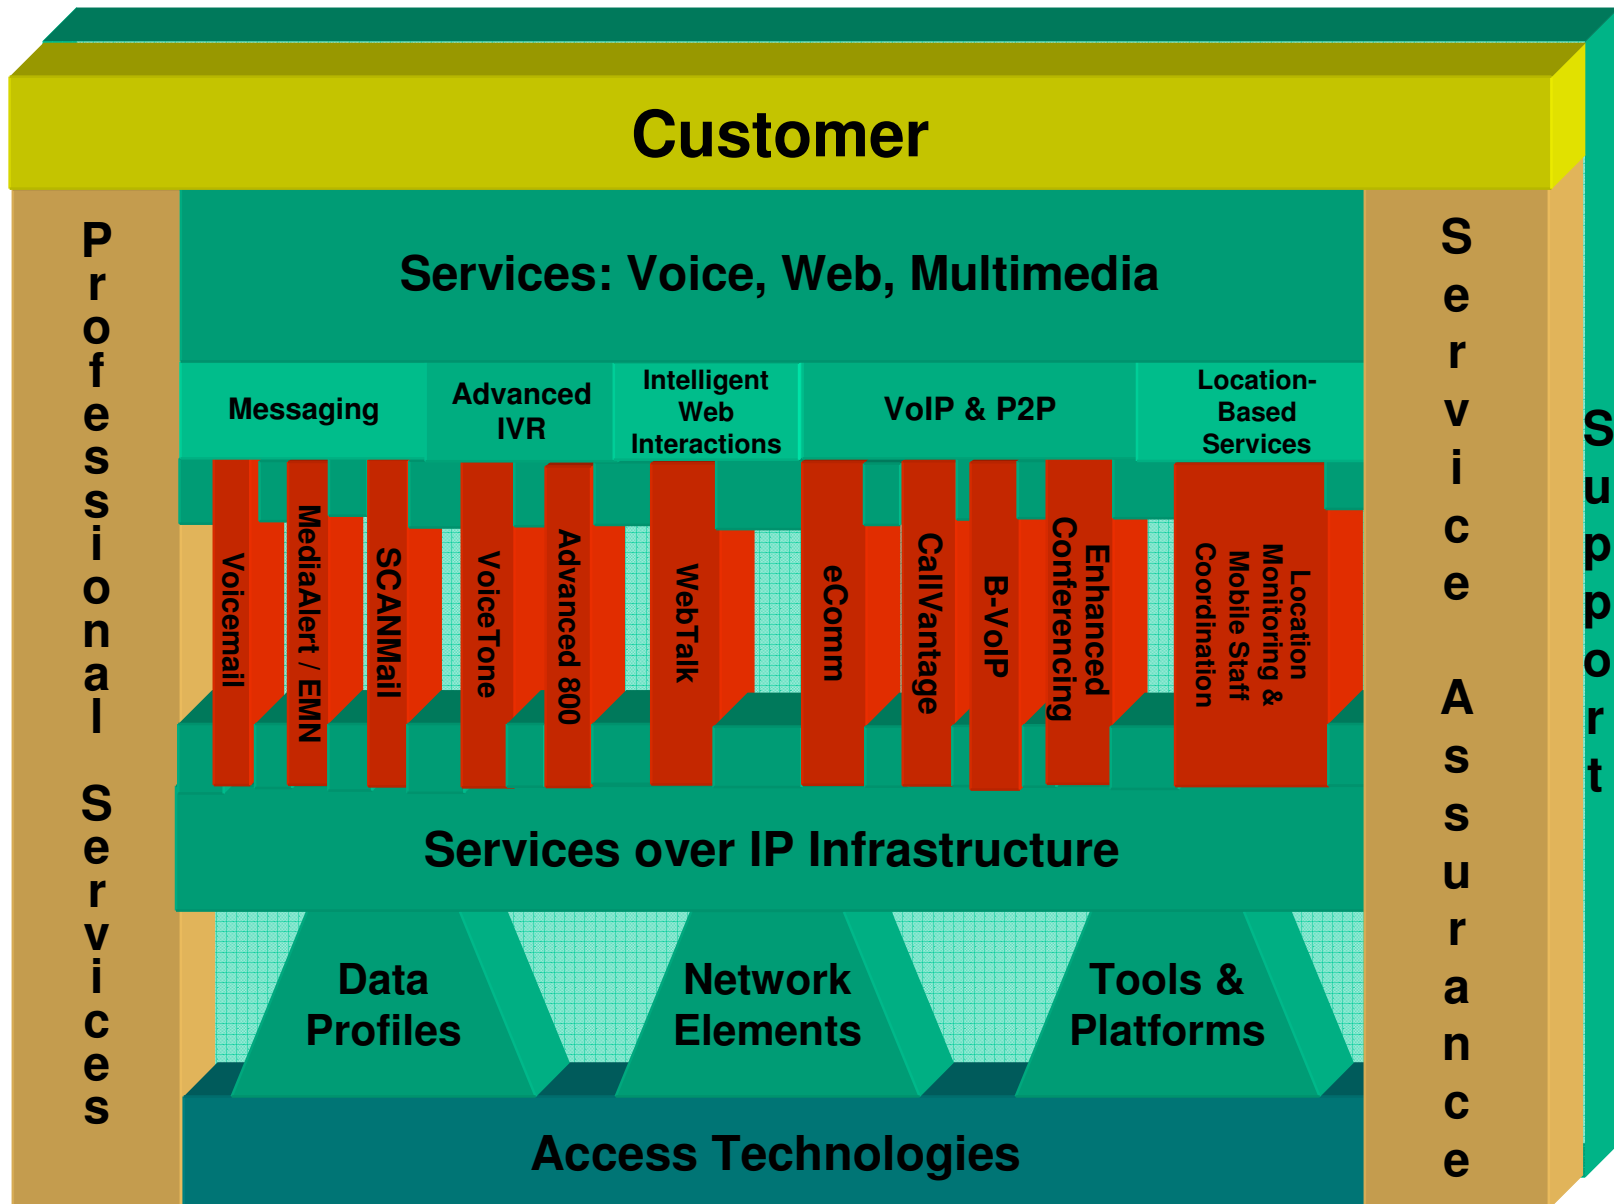 Customer
Professional Services
Services: Voice, Web, Multimedia
Service Assurance
Support
Messaging
Advanced
IVR
Intelligent
Web
Interactions
VoIP & P2P
Location-
Based
Services
Voicemail
MediaAlert / EMN
SCANMail
VoiceTone
Advanced 800
WebTalk
eComm
CallVantage
B-VoIP
Enhanced
Conferencing
Location
Monitoring &
Mobile Staff
Coordination
Services over IP Infrastructure
Data
Profiles
Network
Elements
Tools &
Platforms
Access Technologies